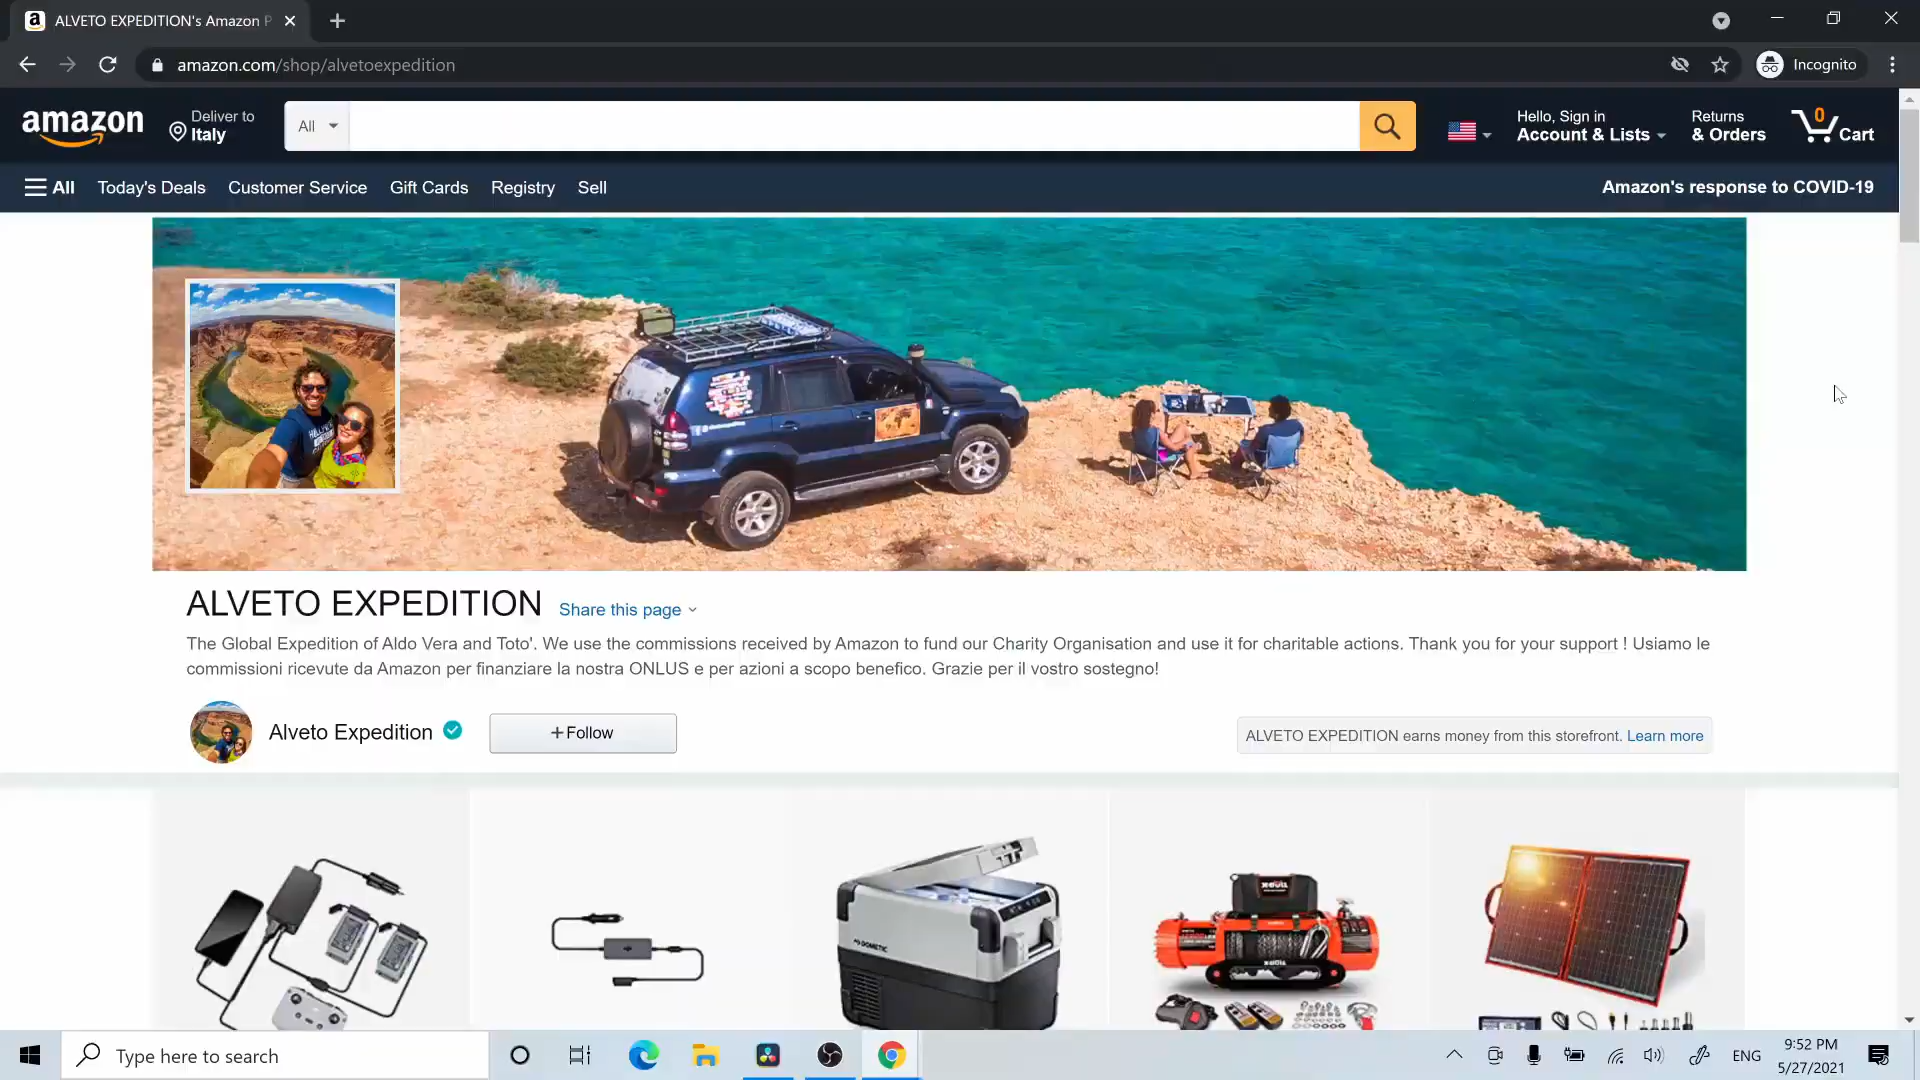 ALVETO EXPEDITION's Amazon P
amazon.com/shop/alvetoexpedition
Incognito
amazon
Deliver to
Italy
All
Hello, Sign in
Account & Lists
Returns
& Orders
0
Cart
All
Today's Deals
Customer Service
Gift Cards
Registry
Sell
Amazon's response to COVID-19
ALVETO EXPEDITION
Share this page
The Global Expedition of Aldo Vera and Toto'. We use the commissions received by Amazon to fund our Charity Organisation and use it for charitable actions. Thank you for your support ! Usiamo le
commissioni ricevute da Amazon per finanziare la nostra ONLUS e per azioni a scopo benefico. Grazie per il vostro sostegno!
Alveto Expedition
+Follow
ALVETO EXPEDITION earns money from this storefront. Learn more
DOMETIC
X-BULL
Type here to search
ENG
9:52 PM
5/27/2021